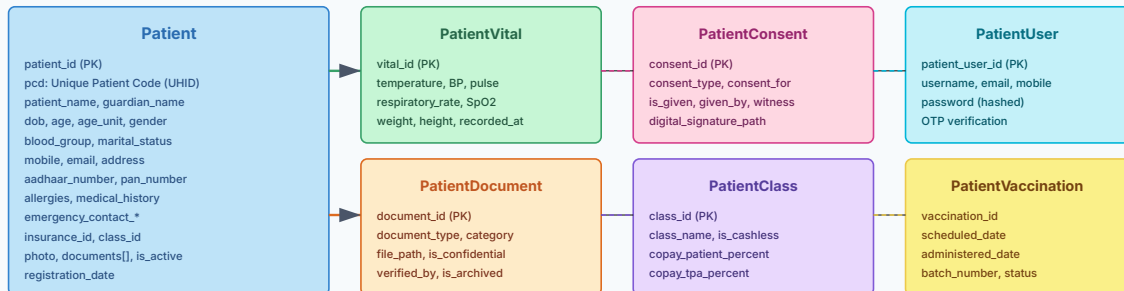 Patient
patient_id (PK)
pcd: Unique Patient Code (UHID)
patient_name, guardian_name
dob, age, age_unit, gender
blood_group, marital_status
mobile, email, address
aadhaar_number, pan_number
allergies, medical_history
emergency_contact_*
insurance_id, class_id
photo, documents[], is_active
registration_date
PatientVital
vital_id (PK)
temperature, BP, pulse
respiratory_rate, SpO2
weight, height, recorded_at
PatientConsent
consent_id (PK)
consent_type, consent_for
is_given, given_by, witness
digital_signature_path
PatientUser
patient_user_id (PK)
username, email, mobile
password (hashed)
OTP verification
PatientDocument
document_id (PK)
document_type, category
file_path, is_confidential
verified_by, is_archived
PatientClass
class_id (PK)
class_name, is_cashless
copay_patient_percent
copay_tpa_percent
PatientVaccination
vaccination_id
scheduled_date
administered_date
batch_number, status